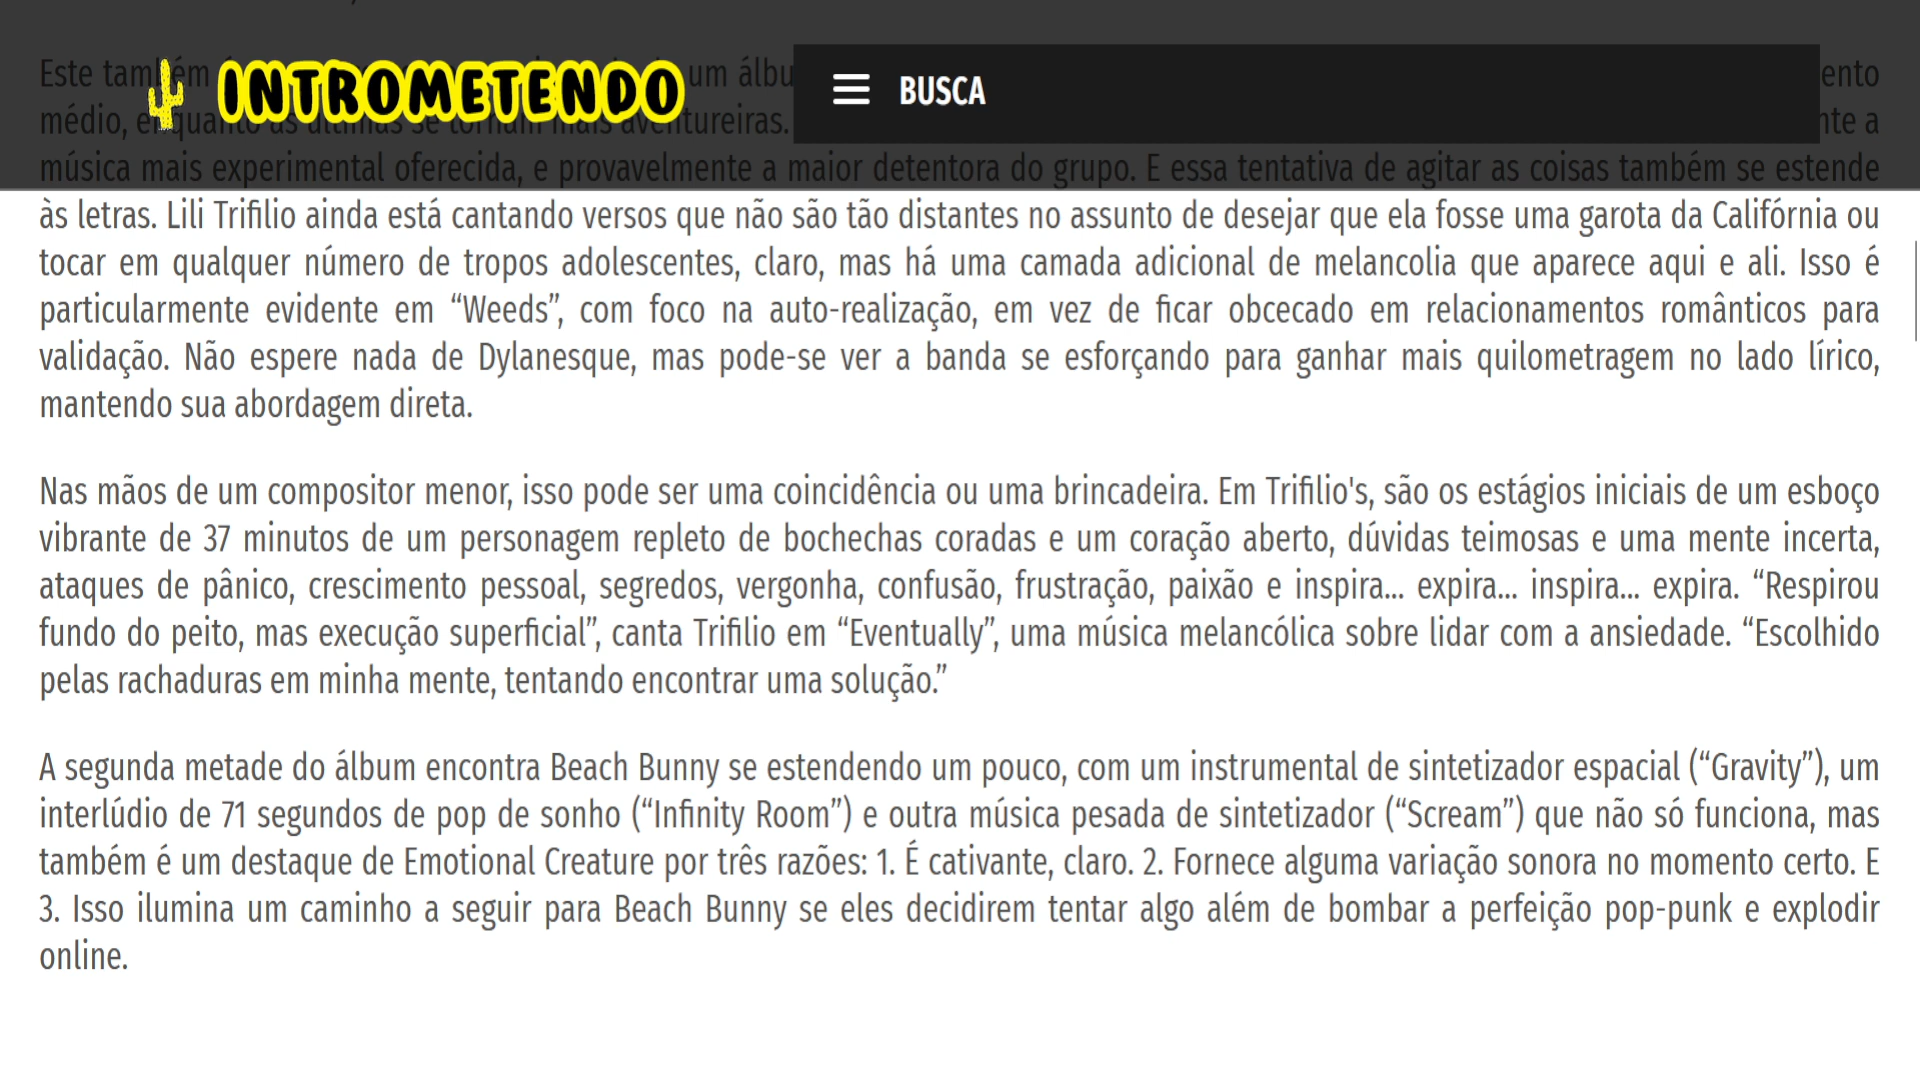 Este também um álbu ento
INTROMETENDO
BUSCA
médio, enquanto as últimas se tornam mais aventureiras. nte a
música mais experimental oferecida, e provavelmente a maior detentora do grupo. E essa tentativa de agitar as coisas também se estende
às letras. Lili Trifilio ainda está cantando versos que não são tão distantes no assunto de desejar que ela fosse uma garota da Califórnia ou
tocar em qualquer número de tropos adolescentes, claro, mas há uma camada adicional de melancolia que aparece aqui e ali. Isso é
particularmente evidente em “Weeds”, com foco na auto-realização, em vez de ficar obcecado em relacionamentos românticos para
validação. Não espere nada de Dylanesque, mas pode-se ver a banda se esforçando para ganhar mais quilometragem no lado lírico,
mantendo sua abordagem direta.
Nas mãos de um compositor menor, isso pode ser uma coincidência ou uma brincadeira. Em Trifilio's, são os estágios iniciais de um esboço
vibrante de 37 minutos de um personagem repleto de bochechas coradas e um coração aberto, dúvidas teimosas e uma mente incerta,
ataques de pânico, crescimento pessoal, segredos, vergonha, confusão, frustração, paixão e inspira... expira... inspira... expira. “Respirou
fundo do peito, mas execução superficial”, canta Trifilio em “Eventually”, uma música melancólica sobre lidar com a ansiedade. “Escolhido
pelas rachaduras em minha mente, tentando encontrar uma solução.”
A segunda metade do álbum encontra Beach Bunny se estendendo um pouco, com um instrumental de sintetizador espacial (“Gravity”), um
interlúdio de 71 segundos de pop de sonho (“Infinity Room”) e outra música pesada de sintetizador (“Scream”) que não só funciona, mas
também é um destaque de Emotional Creature por três razões: 1. É cativante, claro. 2. Fornece alguma variação sonora no momento certo. E
3. Isso ilumina um caminho a seguir para Beach Bunny se eles decidirem tentar algo além de bombar a perfeição pop-punk e explodir
online.